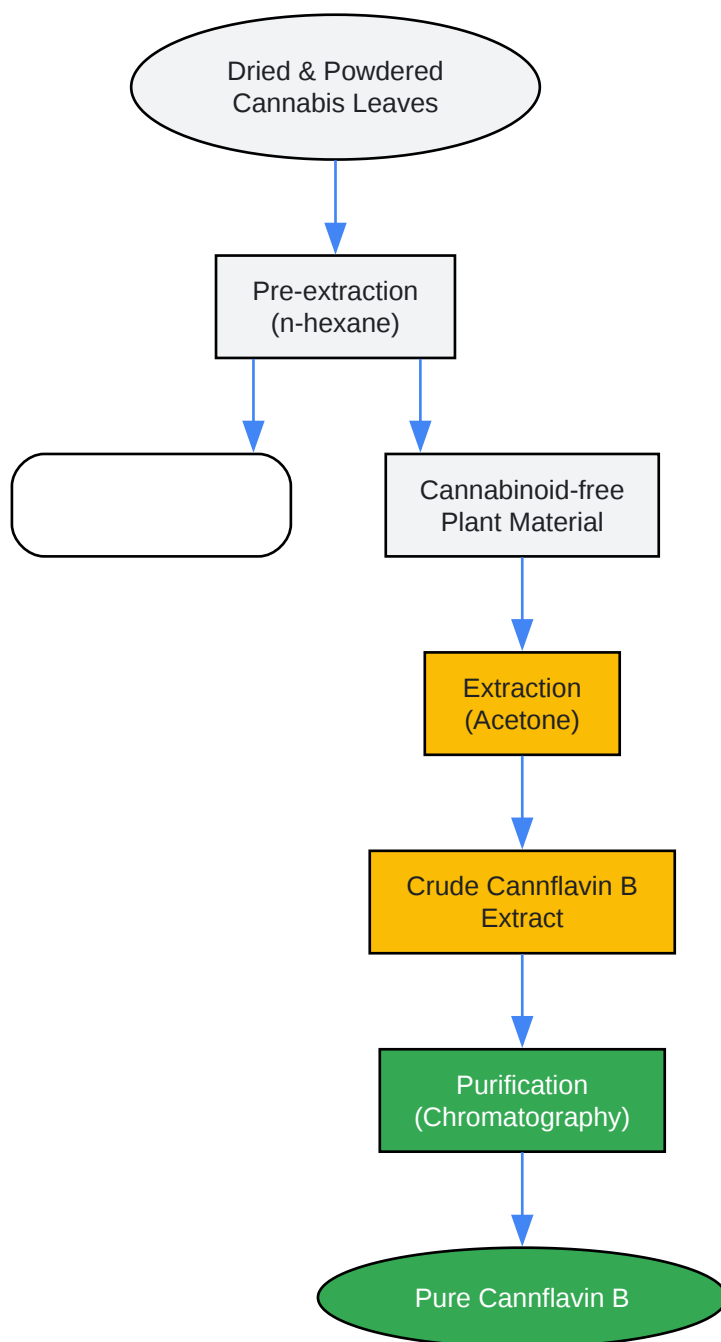 Dried & Powdered
Cannabis Leaves
Pre-extraction
(n-hexane)
Cannabinoid-free
Plant Material
Extraction
(Acetone)
Crude Cannflavin B
Extract
Purification
(Chromatography)
Pure Cannflavin B